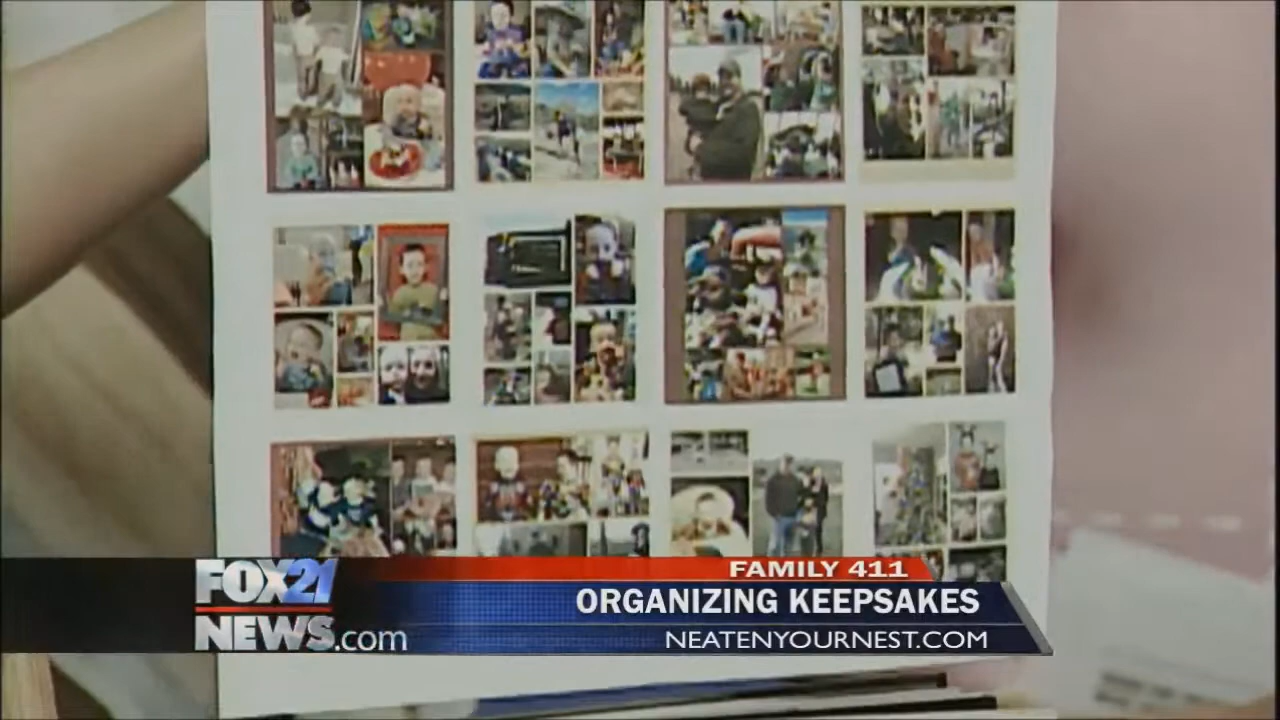 FAMILY 411
FOX21
ORGANIZING KEEPSAKES
NEWS.com
NEATENYOURNEST.COM